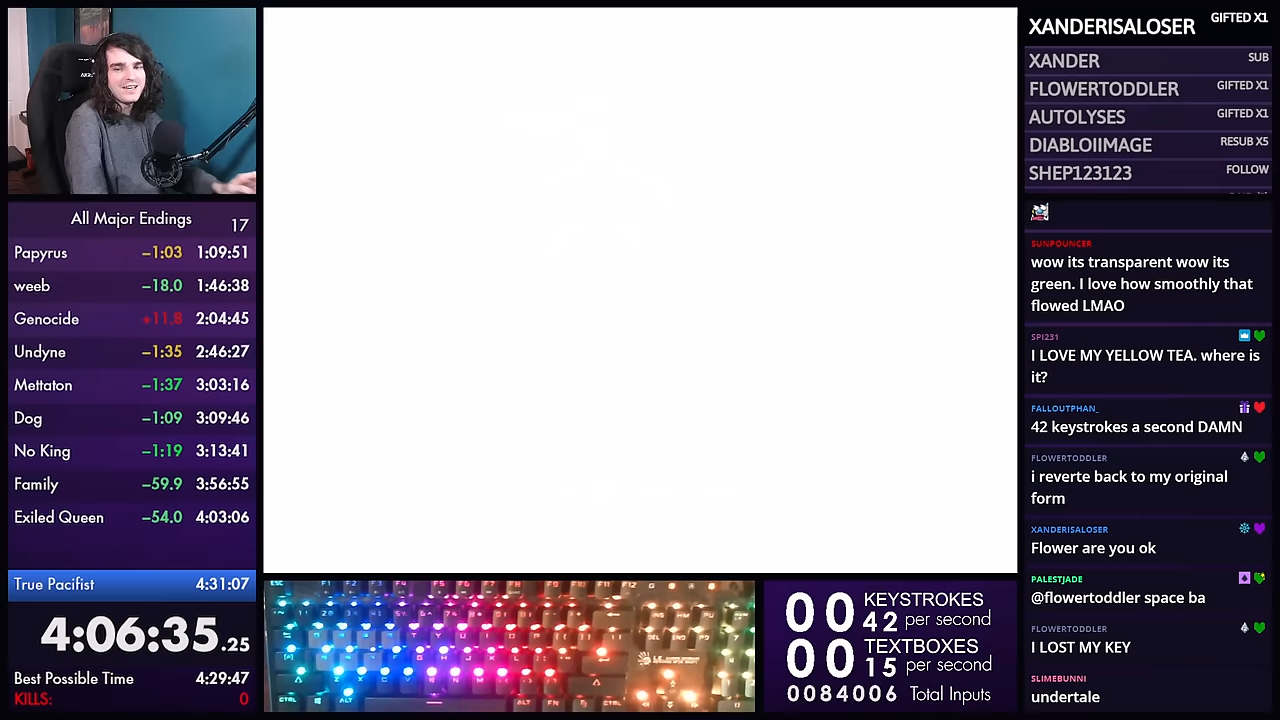 All Major Endings
17
Papyrus −1:03 1:09:51
weeb −18.0 1:46:38
Genocide +11.8 2:04:45
Undyne −1:35 2:46:27
Mettaton −1:37 3:03:16
Dog −1:09 3:09:46
No King −1:19 3:13:41
Family −59.9 3:56:55
Exiled Queen −54.0 4:03:06
True Pacifist 4:31:07
4:06:35.25
Best Possible Time 4:29:47
KILLS: 0
00 KEYSTROKES
42 per second
00 TEXTBOXES
15 per second
0084006 Total Inputs
XANDERISALOSER GIFTED X1
XANDER SUB
FLOWERTODDLER GIFTED X1
AUTOLYSES GIFTED X1
DIABLOIIMAGE RESUB X5
SHEP123123 FOLLOW
SUNPOUNCER
wow its transparent wow its
green. I love how smoothly that
flowed LMAO
SPI231
I LOVE MY YELLOW TEA. where is
it?
FALLOUTPHAN_
42 keystrokes a second DAMN
FLOWERTODDLER
i reverte back to my original
form
XANDERISALOSER
Flower are you ok
PALESTJADE
@flowertoddler space ba
FLOWERTODDLER
I LOST MY KEY
SLIMEBUNNI
undertale